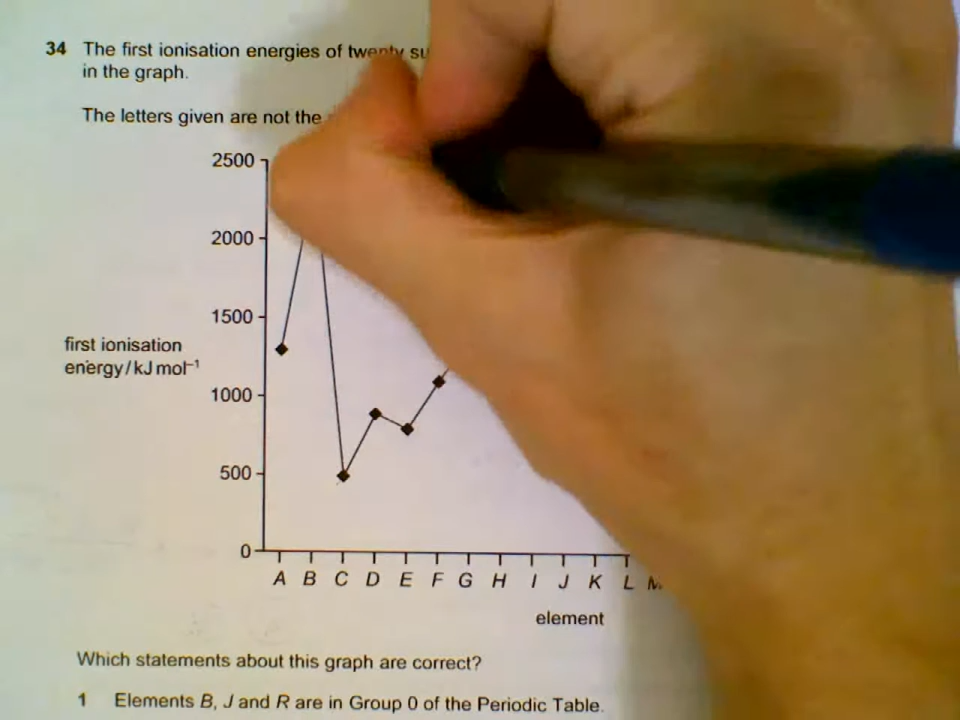 34 The first ionisation energies of twenty
in the graph.
The letters given are not the
2500
2000
1500
first ionisation
energy/kJ mol⁻¹
1000
500
0
A B C D E F G H I J K L M
element
Which statements about this graph are correct?
1 Elements B, J and R are in Group 0 of the Periodic Table.